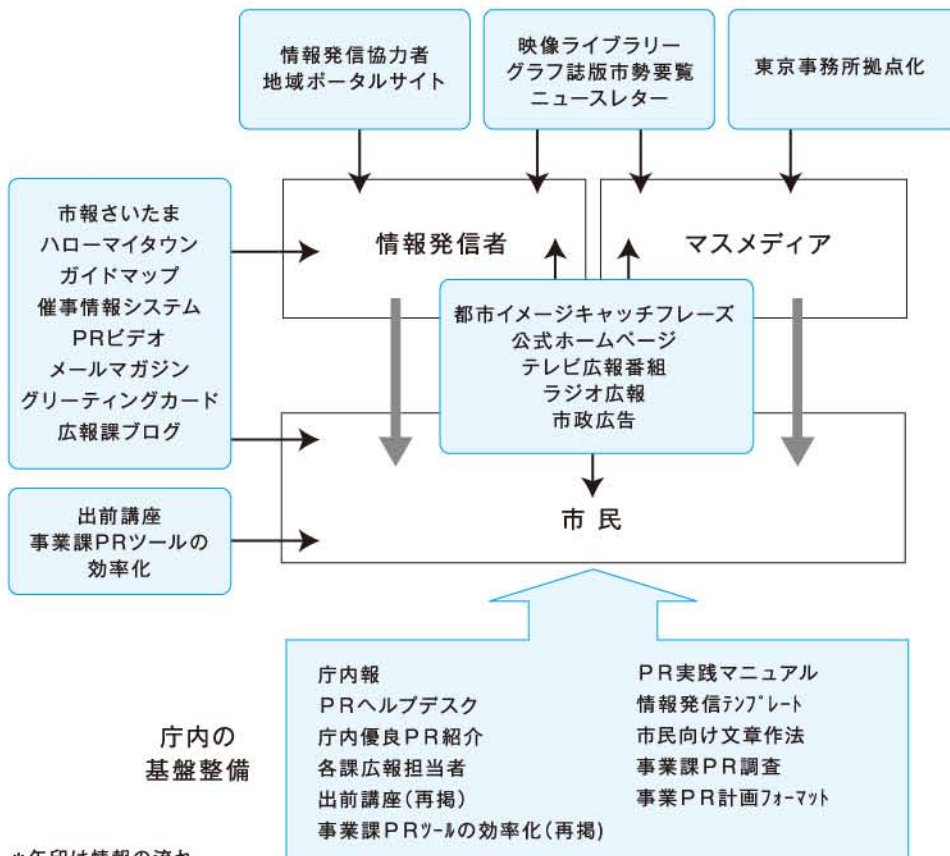 情報発信協力者
地域ポータルサイト
映像ライブラリー
グラフ誌版市勢要覧
ニュースレター
東京事務所拠点化
市報さいたま
ハローマイタウン
ガイドマップ
催事情報システム
PRビデオ
メールマガジン
グリーティングカード
広報課ブログ
情報発信者
マスメディア
都市イメージキャッチフレーズ
公式ホームページ
テレビ広報番組
ラジオ広報
市政広告
出前講座
事業課PRツールの
効率化
市民
庁内の
基盤整備
庁内報
PRヘルプデスク
庁内優良PR紹介
各課広報担当者
出前講座(再掲)
事業課PRﾂｰﾙの効率化(再掲)
PR実践マニュアル
情報発信ﾃﾝﾌﾟﾚｰﾄ
市民向け文章作法
事業課PR調査
事業PR計画ﾌｫｰﾏｯﾄ
*矢印は情報の流れ